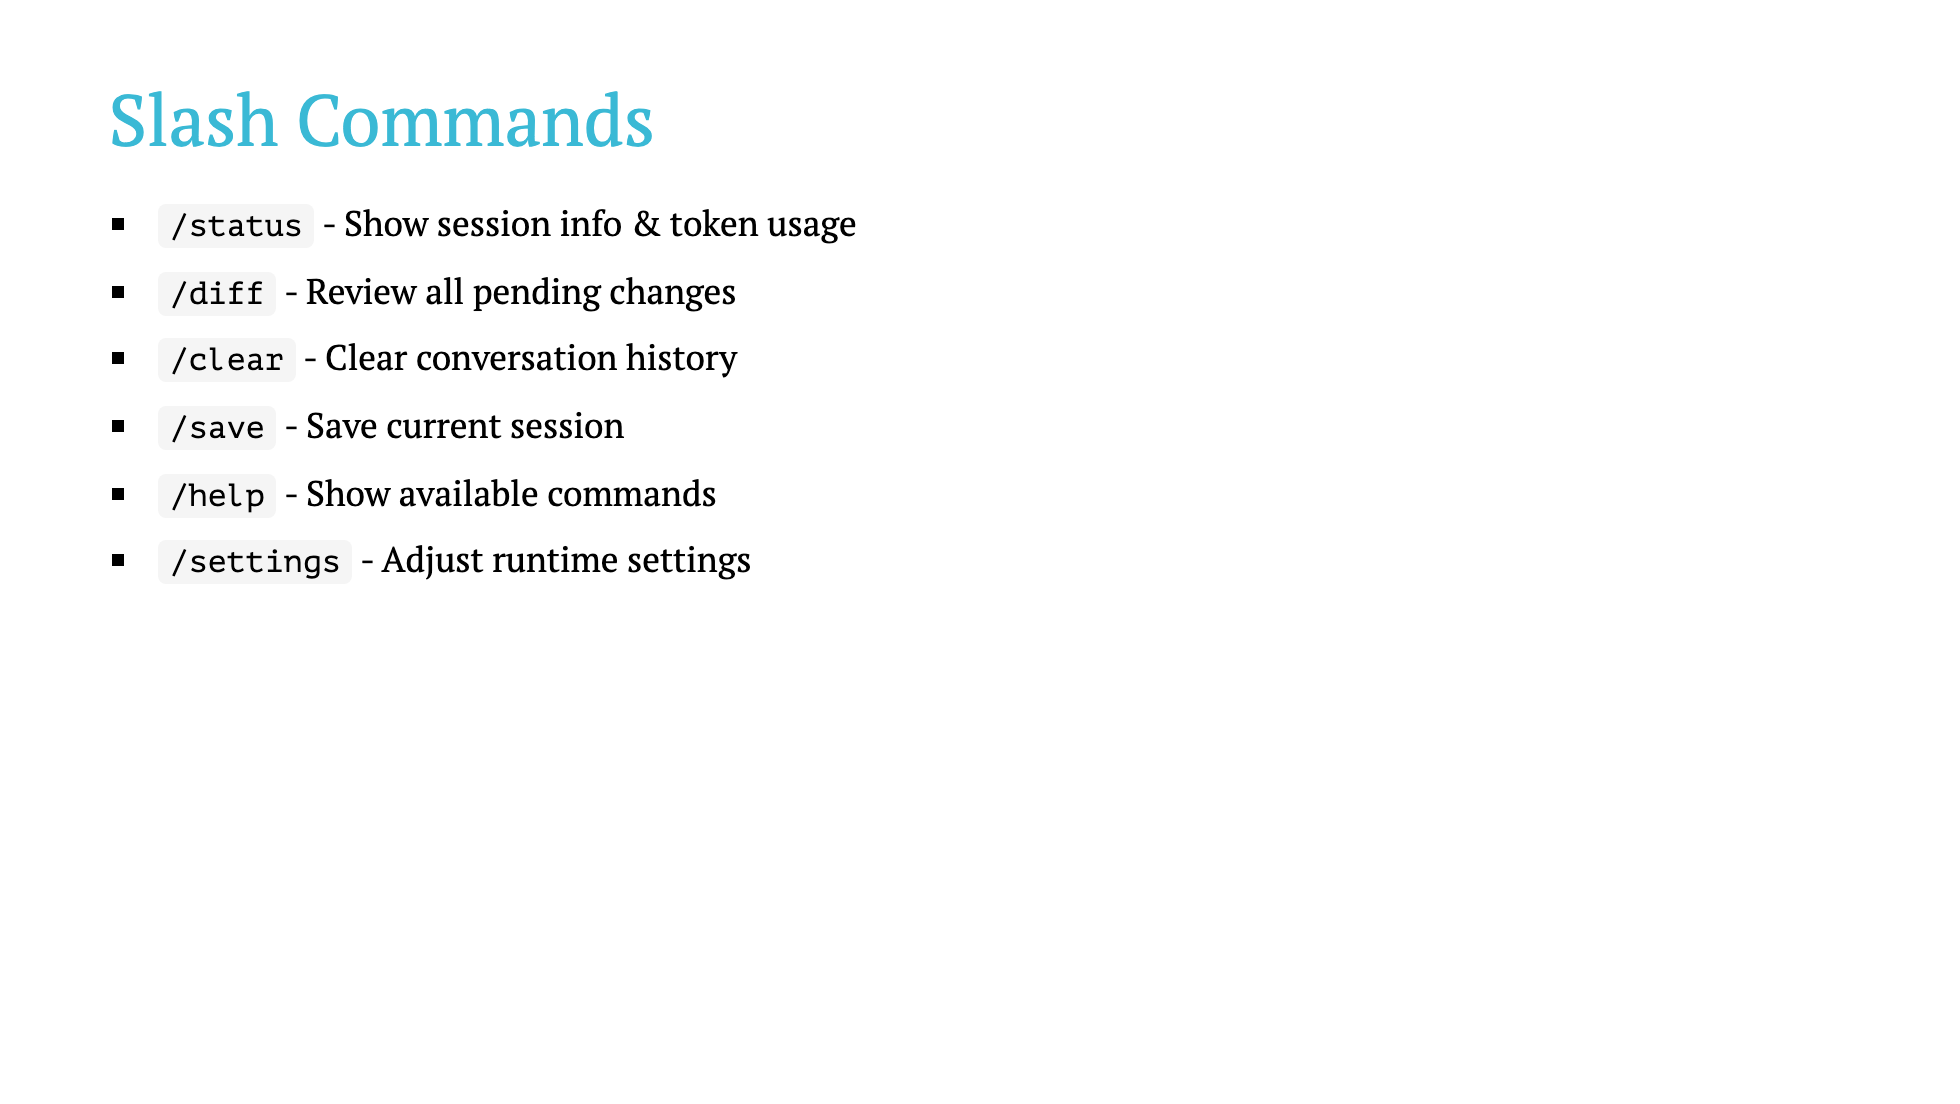 Slash Commands
▪ /status - Show session info & token usage
▪ /diff - Review all pending changes
▪ /clear - Clear conversation history
▪ /save - Save current session
▪ /help - Show available commands
▪ /settings - Adjust runtime settings